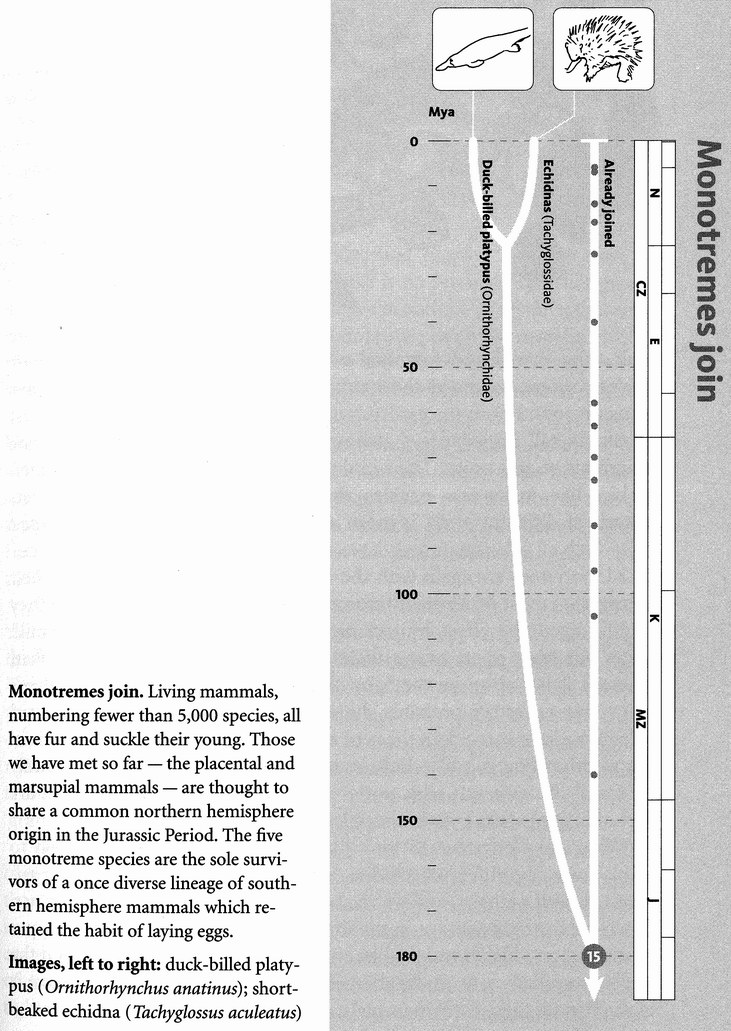 Monotremes join
Mya
0
50
100
150
180
Duck-billed platypus (Ornithorhynchidae)
Echidnas (Tachyglossidae)
Already joined
15
N
E
K
J
CZ
MZ
Monotremes join. Living mammals,
numbering fewer than 5,000 species, all
have fur and suckle their young. Those
we have met so far — the placental and
marsupial mammals — are thought to
share a common northern hemisphere
origin in the Jurassic Period. The five
monotreme species are the sole survi-
vors of a once diverse lineage of south-
ern hemisphere mammals which re-
tained the habit of laying eggs.
Images, left to right: duck-billed platy-
pus (Ornithorhynchus anatinus); short-
beaked echidna (Tachyglossus aculeatus)